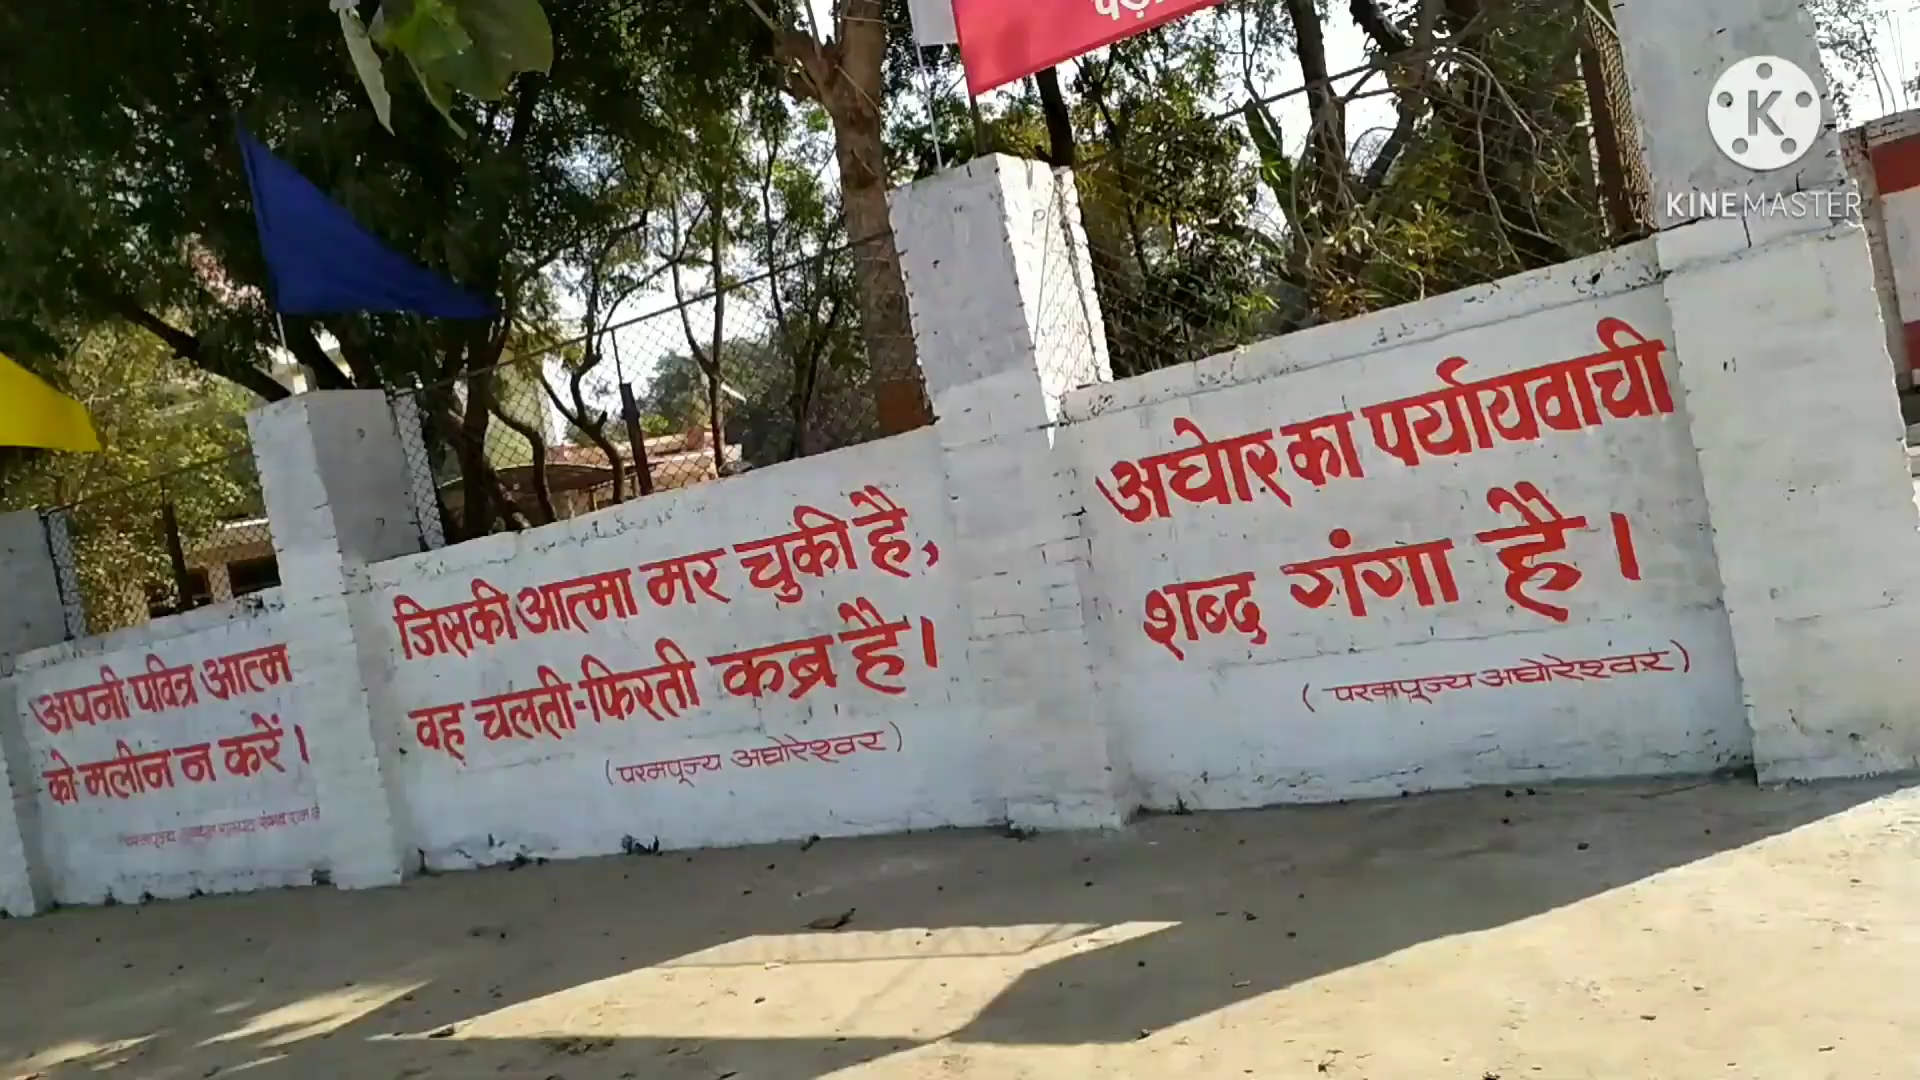 पड़ा
KINEMASTER
अपनी पवित्र आत्म
को मलीन न करें।
जिसकी आत्मा मर चुकी है,
वह चलती-फिरती कब्र है।
(परमपूज्य अघोरेश्वर)
अघोर का पर्यायवाची
शब्द गंगा है।
(परमपूज्य अघोरेश्वर)